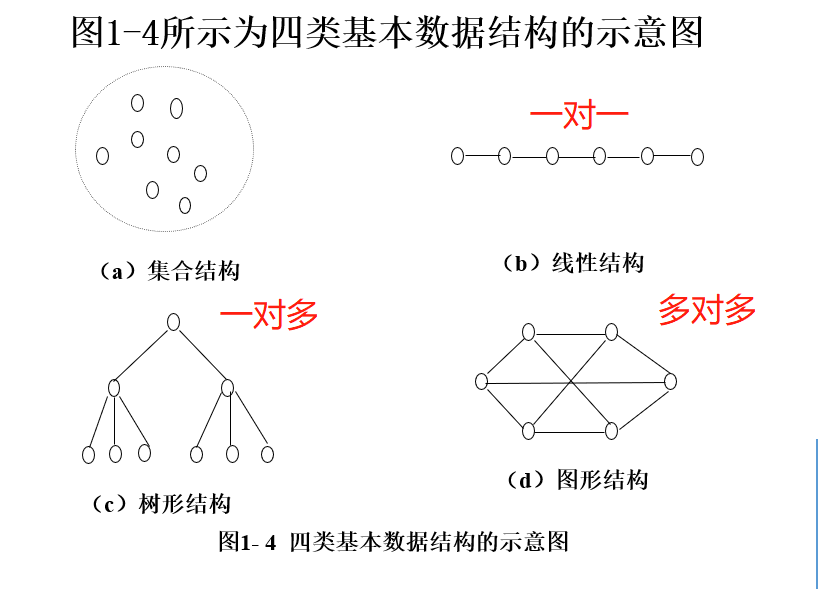 图1-4所示为四类基本数据结构的示意图
一对一
（a）集合结构
（b）线性结构
一对多
多对多
（c）树形结构
（d）图形结构
图1- 4 四类基本数据结构的示意图